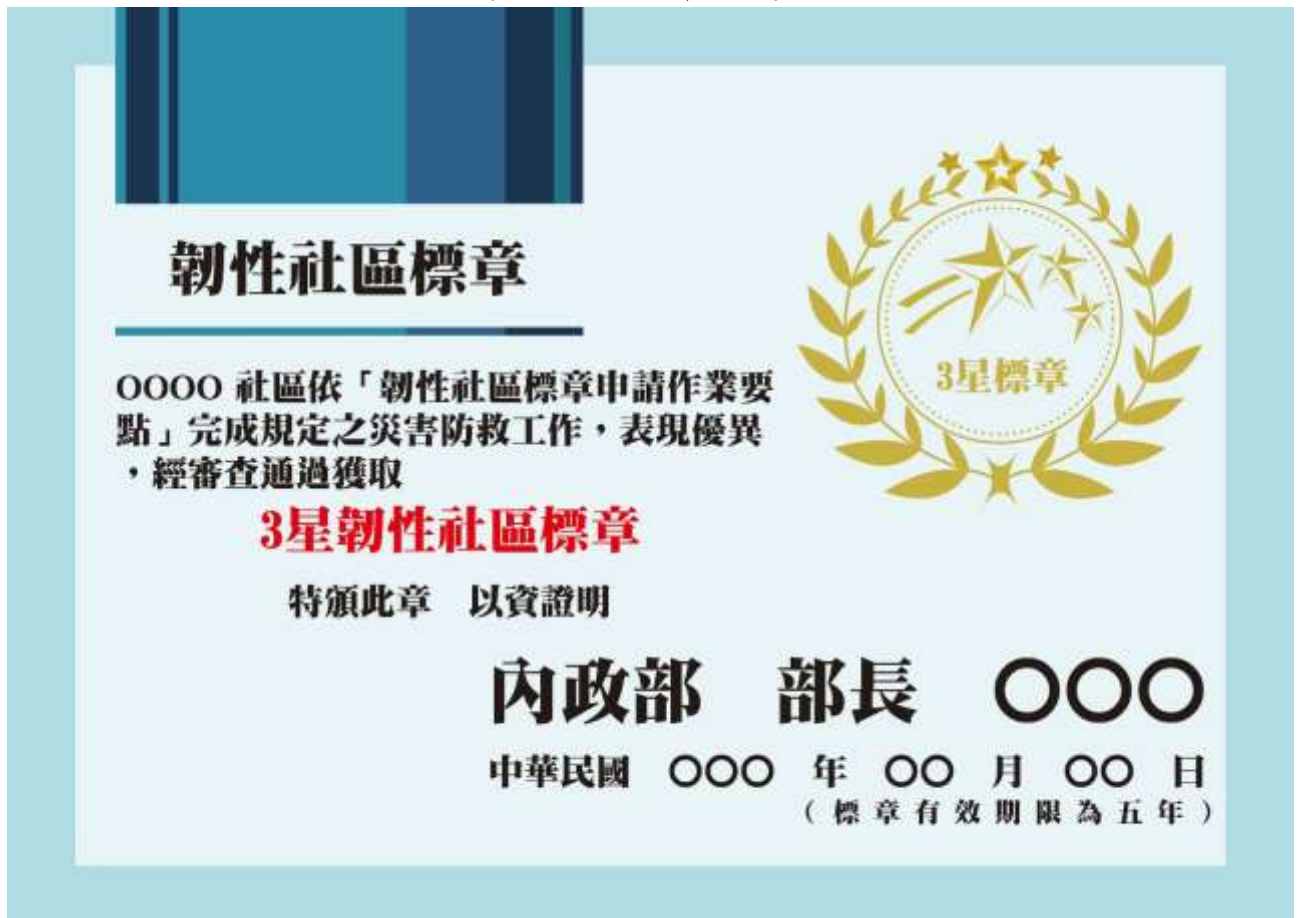 韌性社區標章
3星標章
OOOO 社區依「韌性社區標章申請作業要
點」完成規定之災害防救工作，表現優異
，經審查通過獲取
3星韌性社區標章
特頒此章　以資證明
內政部　部長　〇〇〇
中華民國　〇〇〇　年　〇〇　月　〇〇　日
（標章有效期限為五年）